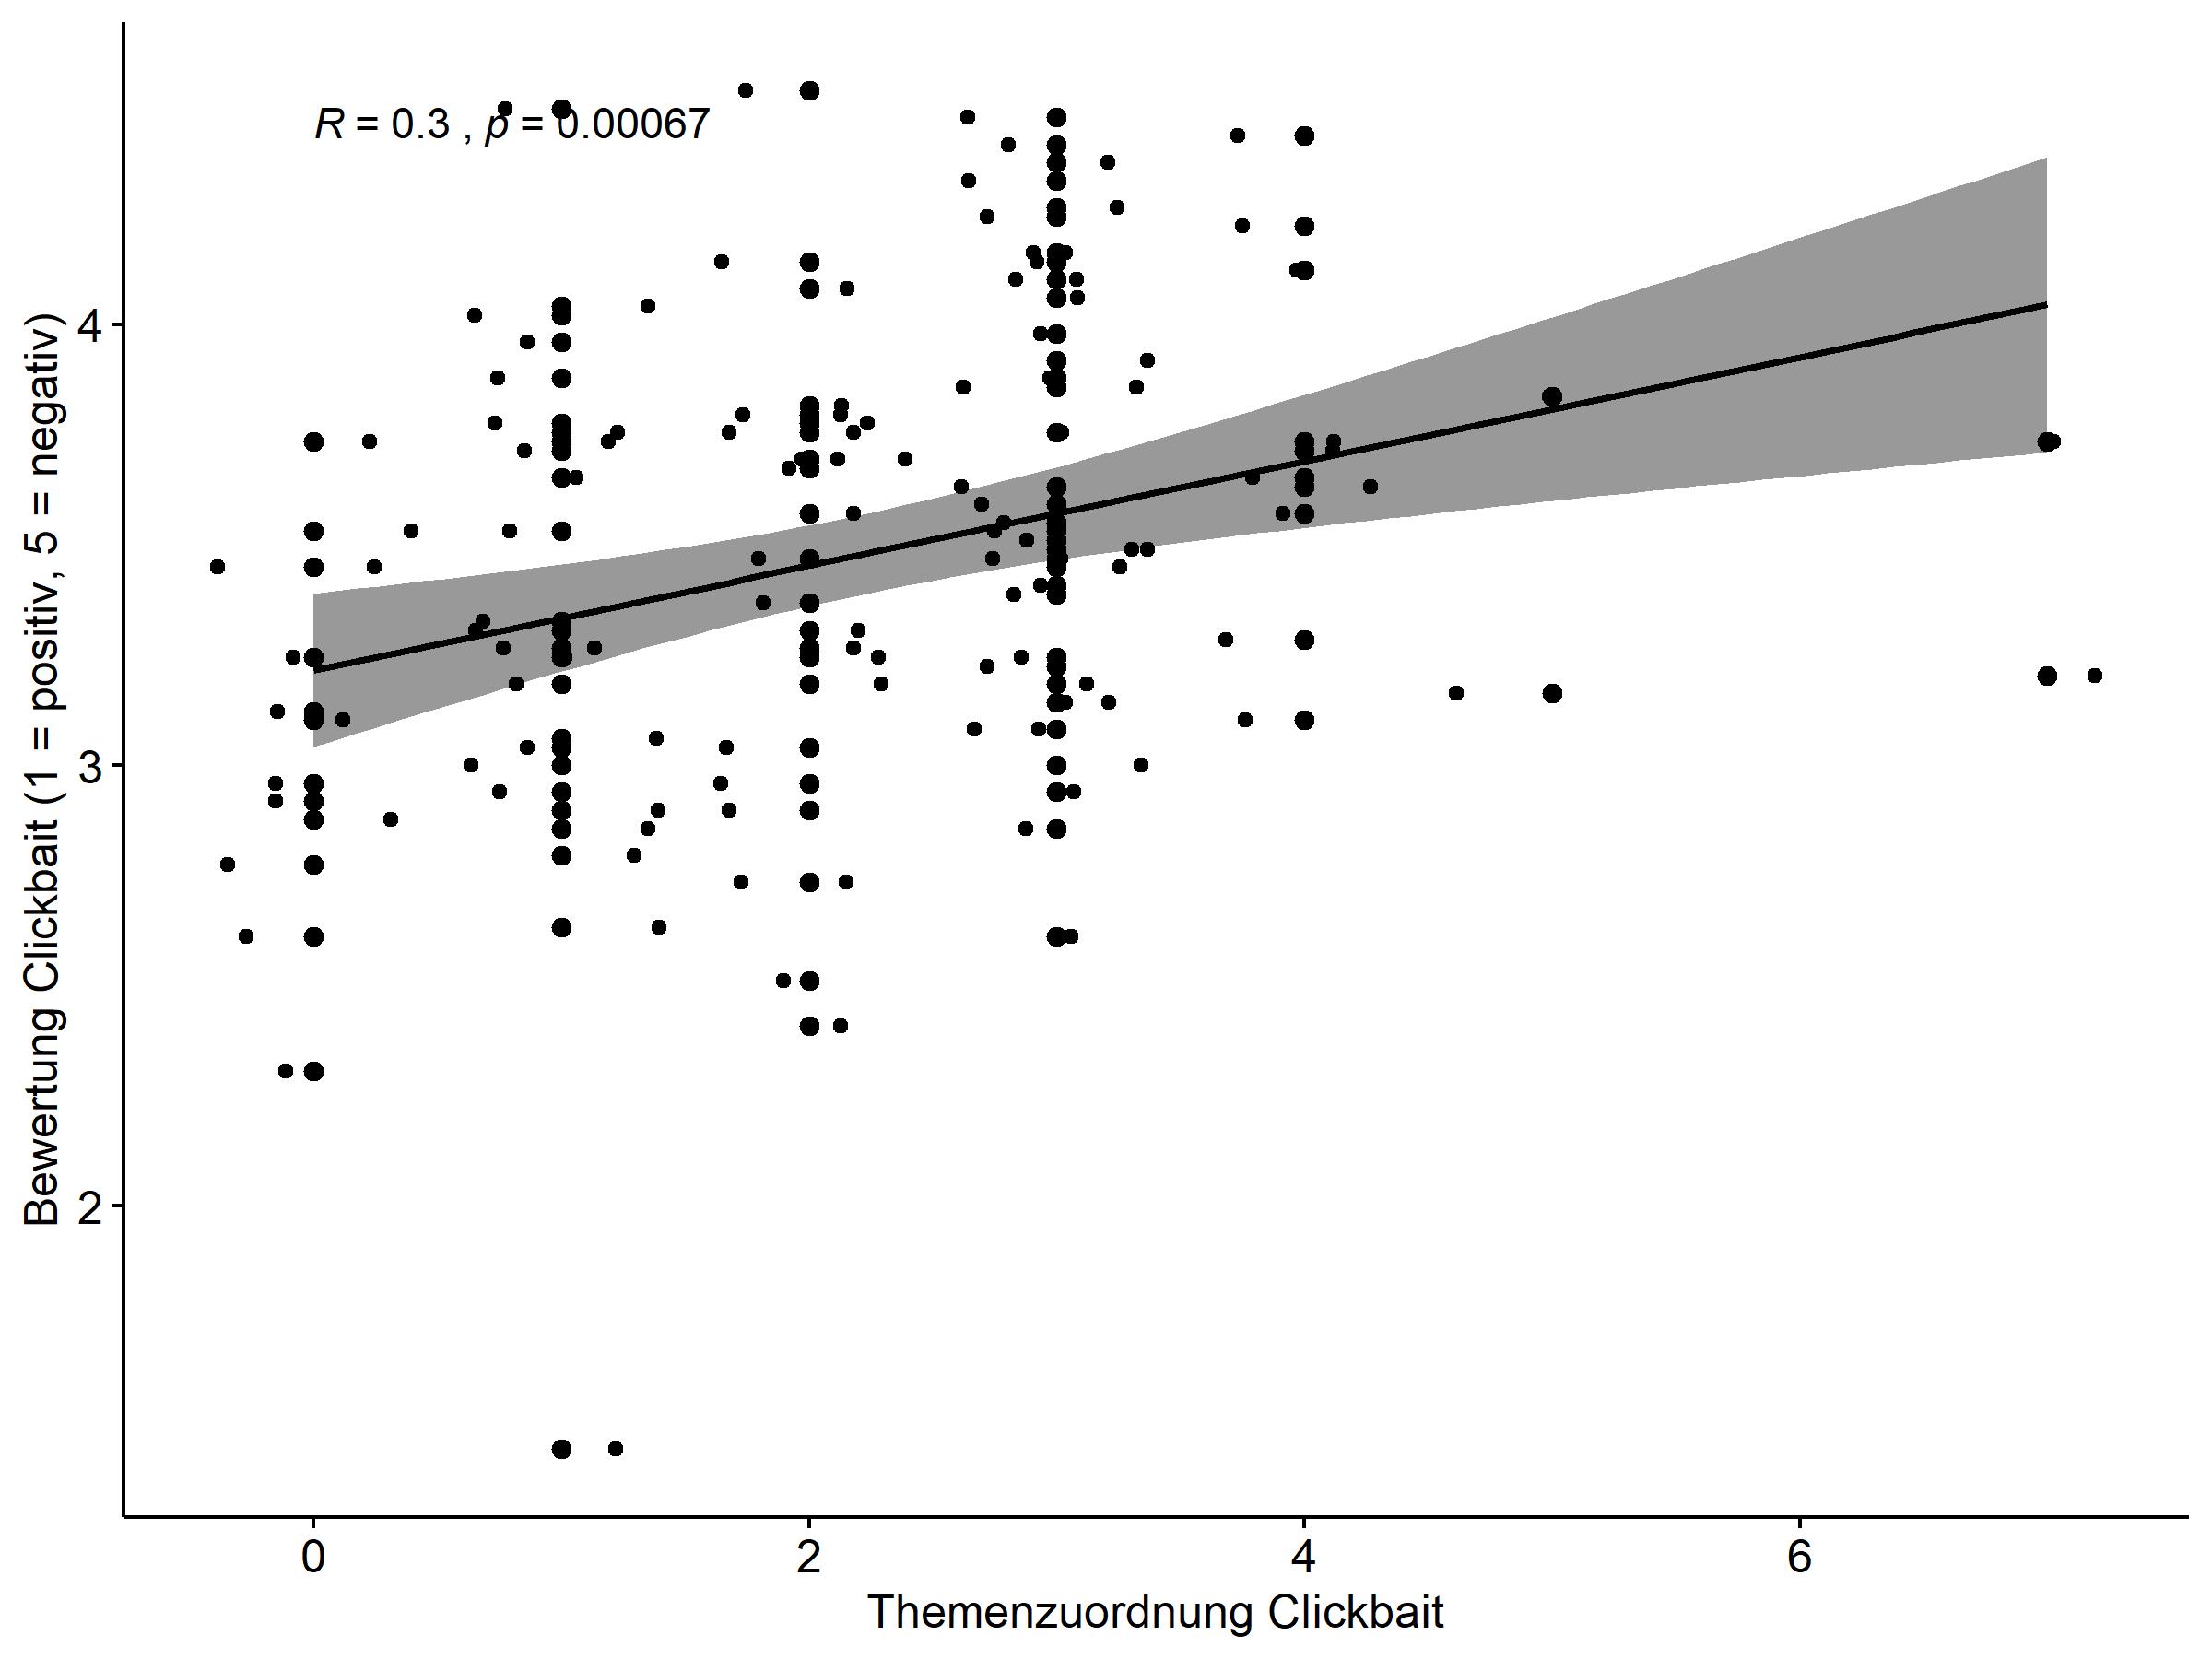 R = 0.3 , p = 0.00067
Bewertung Clickbait (1 = positiv, 5 = negativ)
4
3
2
0 2 4 6
Themenzuordnung Clickbait